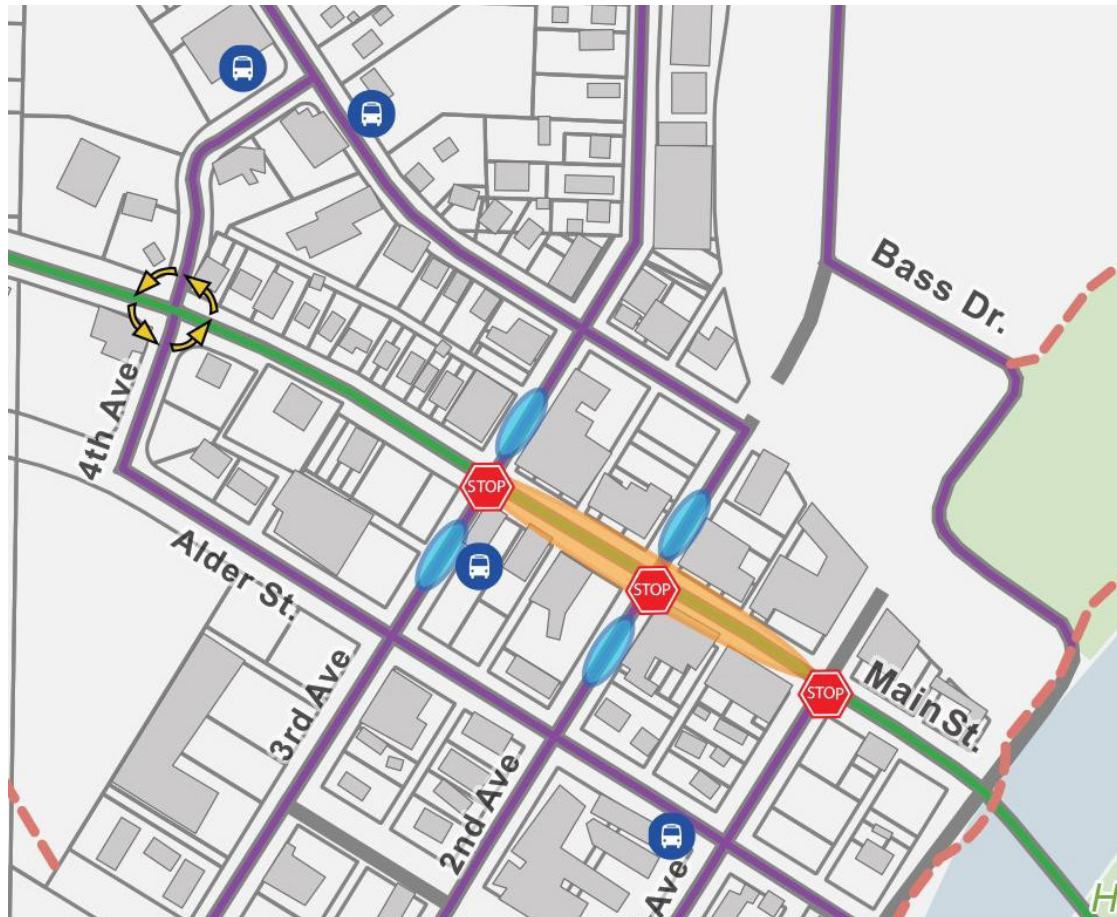 Bass Dr.
4th Ave
STOP
Alder St.
STOP
3rd Ave
STOP
Main St.
2nd Ave
Ave
H